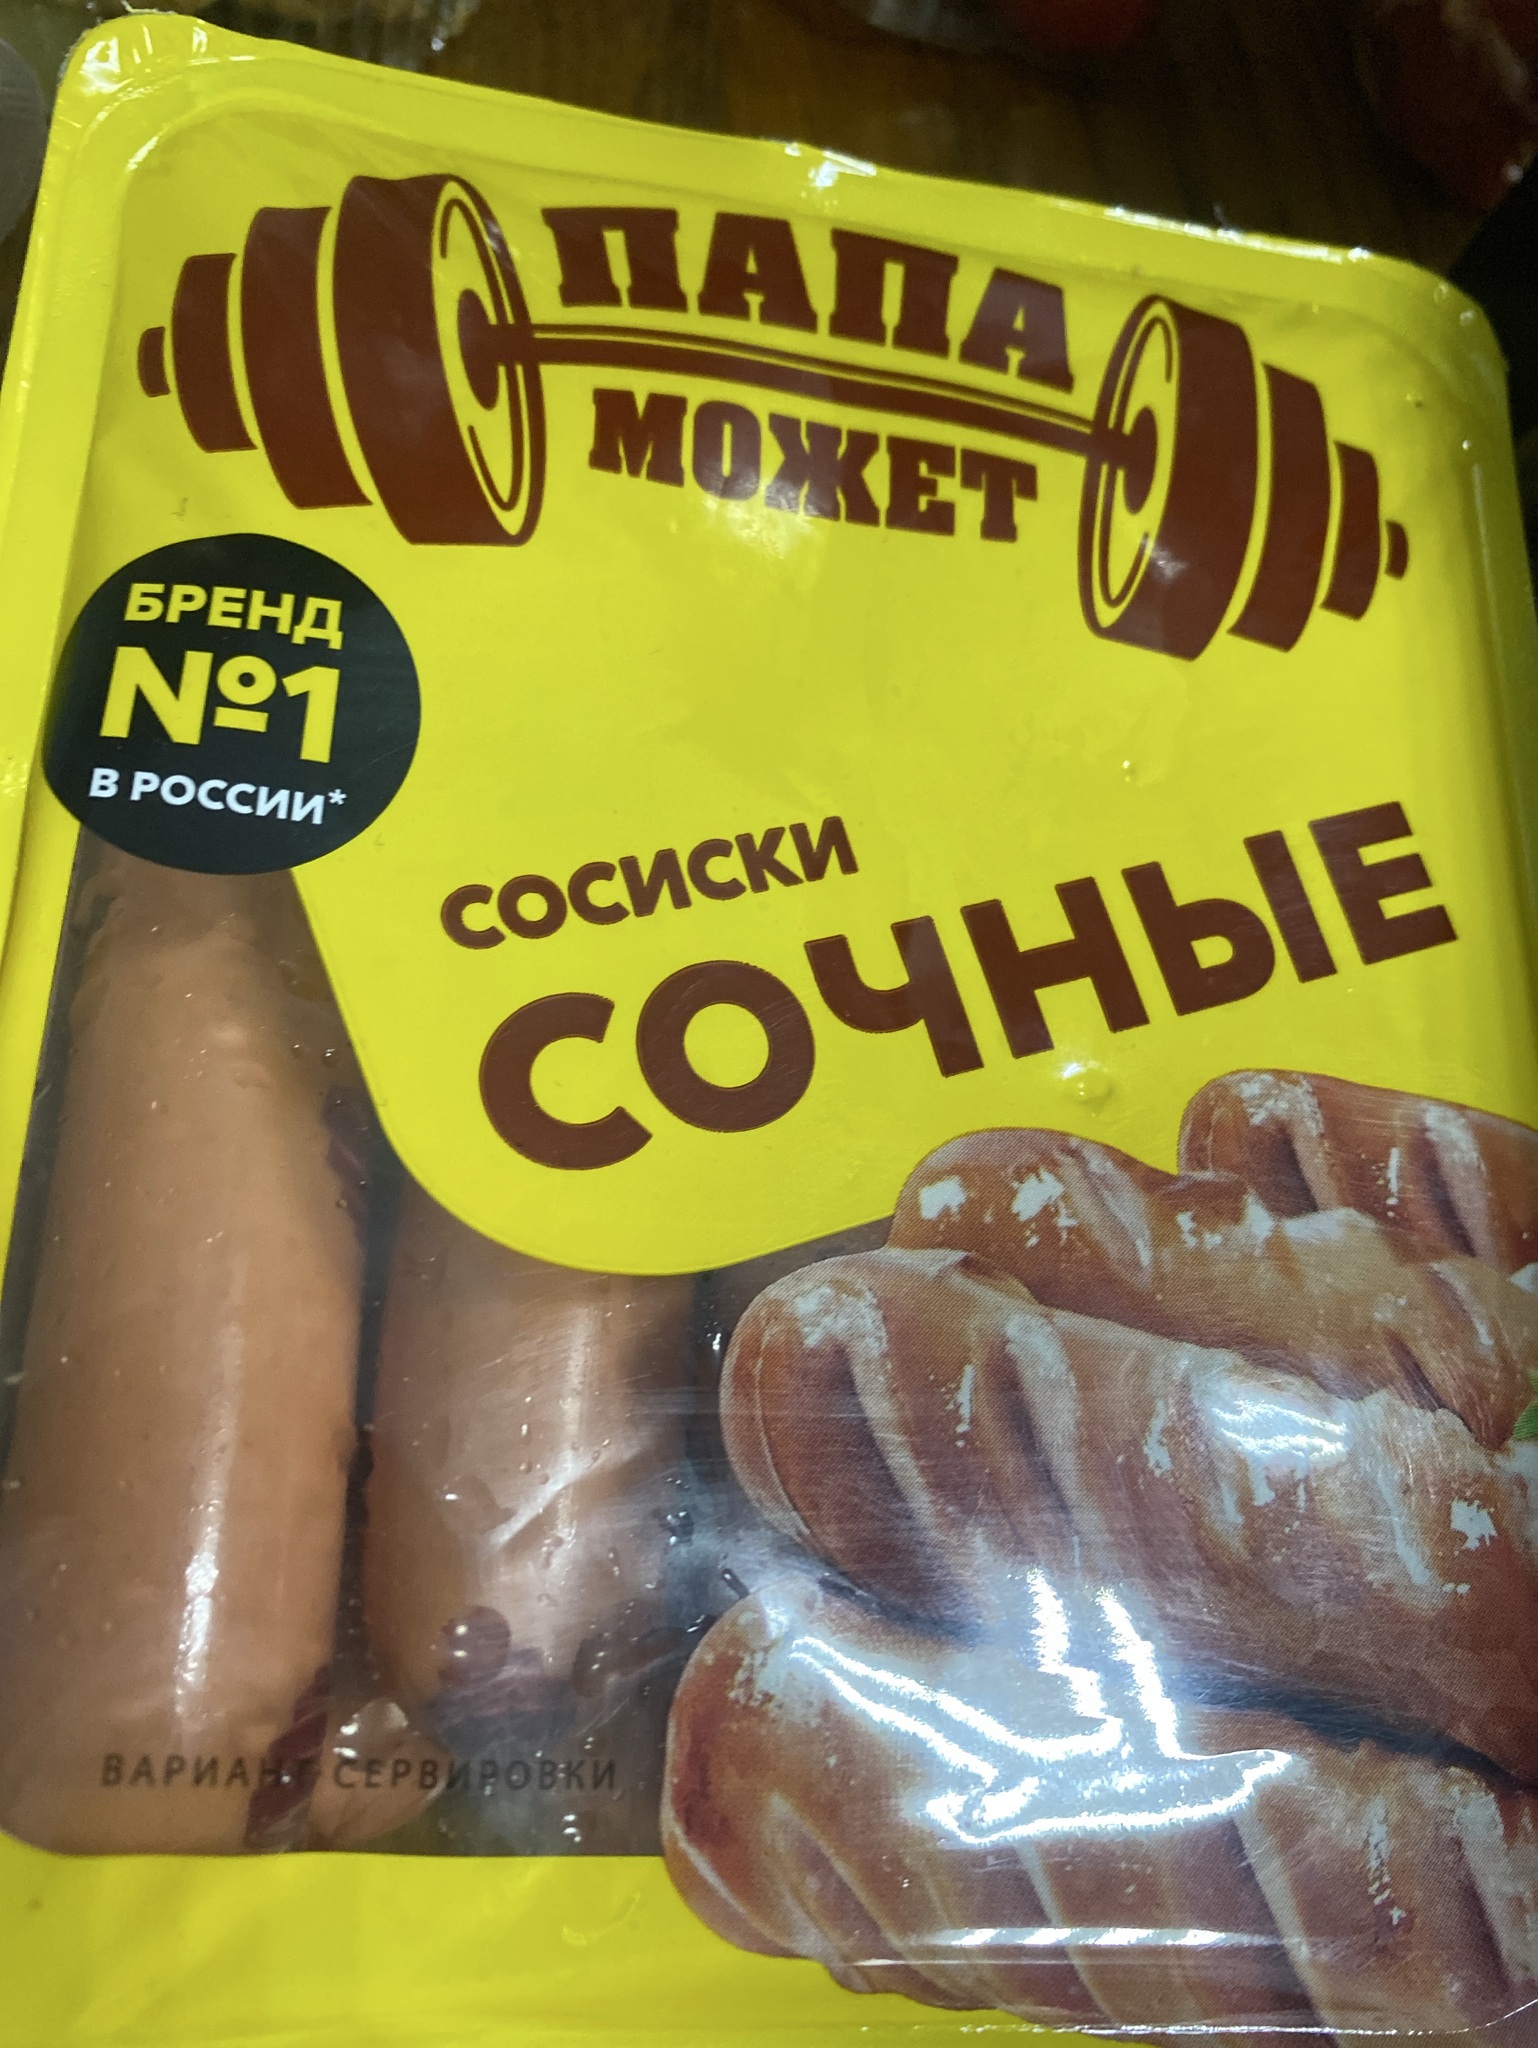 ПАПА
МОЖЕТ
БРЕНД
№1
В РОССИИ*
СОСИСКИ
СОЧНЫЕ
ВАРИАНТ СЕРВИРОВКИ